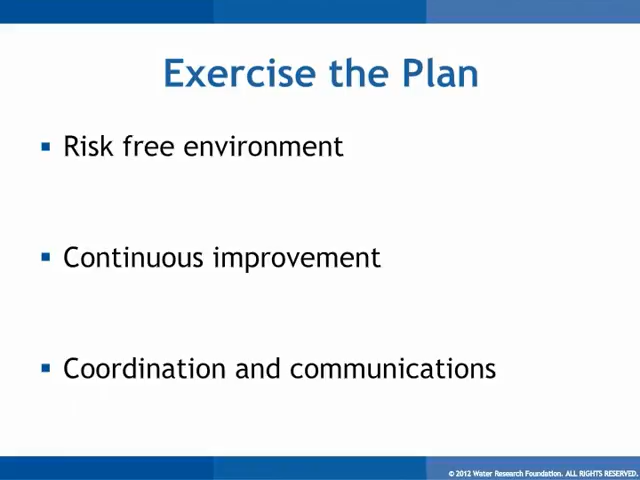 Exercise the Plan
Risk free environment
Continuous improvement
Coordination and communications
© 2012 Water Research Foundation. ALL RIGHTS RESERVED.